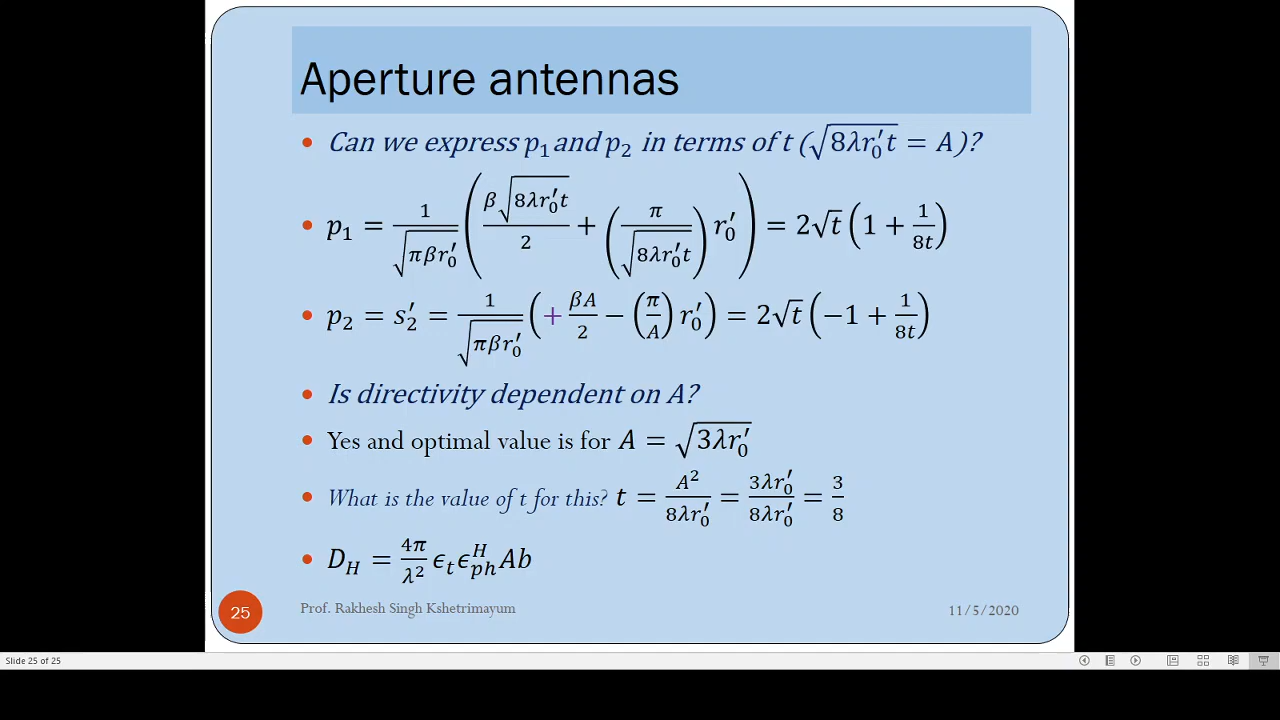 Aperture antennas
• Can we express p₁ and p₂ in terms of t (√(8λr₀′t) = A)?
• p₁ = 1/√(πβr₀′) (β√(8λr₀′t)/2 + (π/√(8λr₀′t)) r₀′) = 2√t (1 + 1/8t)
• p₂ = s₂′ = 1/√(πβr₀′) (+ βA/2 − (π/A) r₀′) = 2√t (−1 + 1/8t)
• Is directivity dependent on A?
• Yes and optimal value is for A = √(3λr₀′)
• What is the value of t for this? t = A²/8λr₀′ = 3λr₀′/8λr₀′ = 3/8
• D_H = 4π/λ² ϵₜϵ_ph^H Ab
25 Prof. Rakhesh Singh Kshetrimayum 11/5/2020
Slide 25 of 25